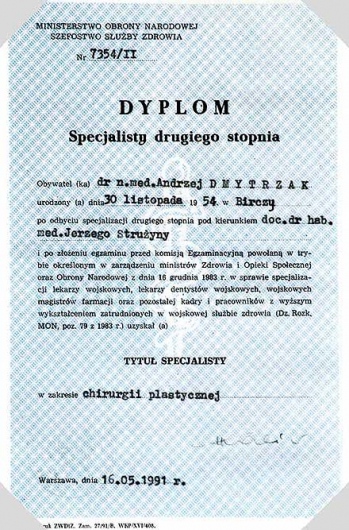 MINISTERSTWO OBRONY NARODOWEJ
SZEFOSTWO SŁUŻBY ZDROWIA
Nr 7354/II
DYPLOM
Specjalisty drugiego stopnia
Obywatel (ka) dr n.med.Andrzej DMYTRZAK
urodzony (a) dnia 30 listopada 19 54. w Birczy
po odbyciu specjalizacji drugiego stopnia pod kierunkiem doc.dr hab.
med.Jerzego Strużyny
i po złożeniu egzaminu przed komisją Egzaminacyjną powołaną w try-
bie określonym w zarządzeniu ministrów Zdrowia i Opieki Społecznej
oraz Obrony Narodowej z dnia 16 grudnia 1983 r. w sprawie specjaliza-
cji lekarzy wojskowych, lekarzy dentystów wojskowych, wojskowych
magistrów farmacji oraz pozostałej kadry i pracowników z wyższym
wykształceniem zatrudnionych w wojskowej służbie zdrowia (Dz. Rozk.
MON, poz. 79 z 1983 r.) uzyskał (a)
TYTUŁ SPECJALISTY
w zakresie chirurgii plastycznej
Warszawa, dnia 16.05.1991 r.
ZWDiZ. Zam. 27/91/B.